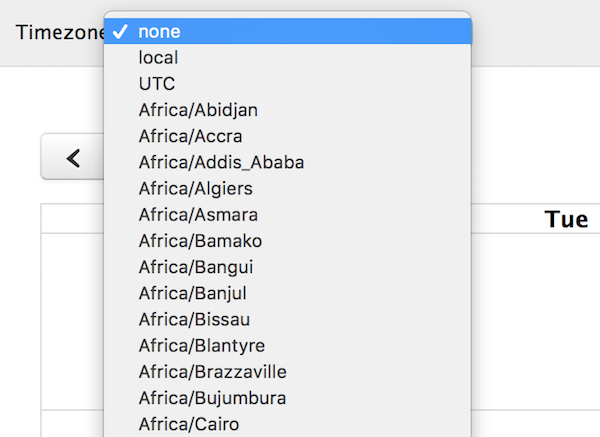 Timezone
none
local
UTC
Africa/Abidjan
Africa/Accra
Africa/Addis_Ababa
Africa/Algiers
Africa/Asmara
Africa/Bamako
Africa/Bangui
Africa/Banjul
Africa/Bissau
Africa/Blantyre
Africa/Brazzaville
Africa/Bujumbura
Africa/Cairo
Tue